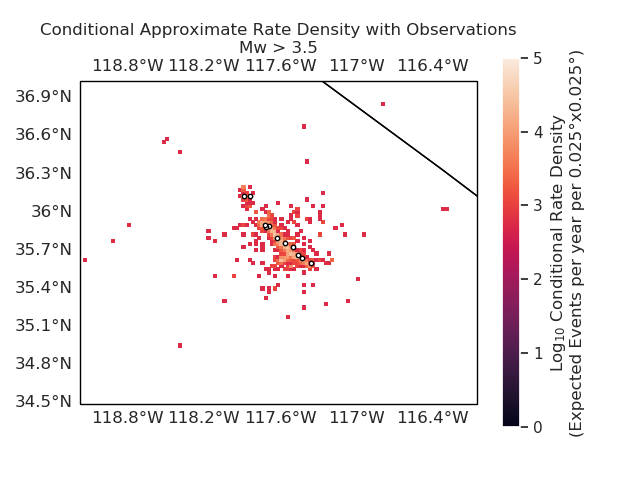 Conditional Approximate Rate Density with Observations
Mw > 3.5
118.8°W 118.2°W 117.6°W 117°W 116.4°W
36.9°N
36.6°N
36.3°N
36°N
35.7°N
35.4°N
35.1°N
34.8°N
34.5°N
118.8°W 118.2°W 117.6°W 117°W 116.4°W
5
4
3
2
1
0
Log₁₀ Conditional Rate Density
(Expected Events per year per 0.025°x0.025°)